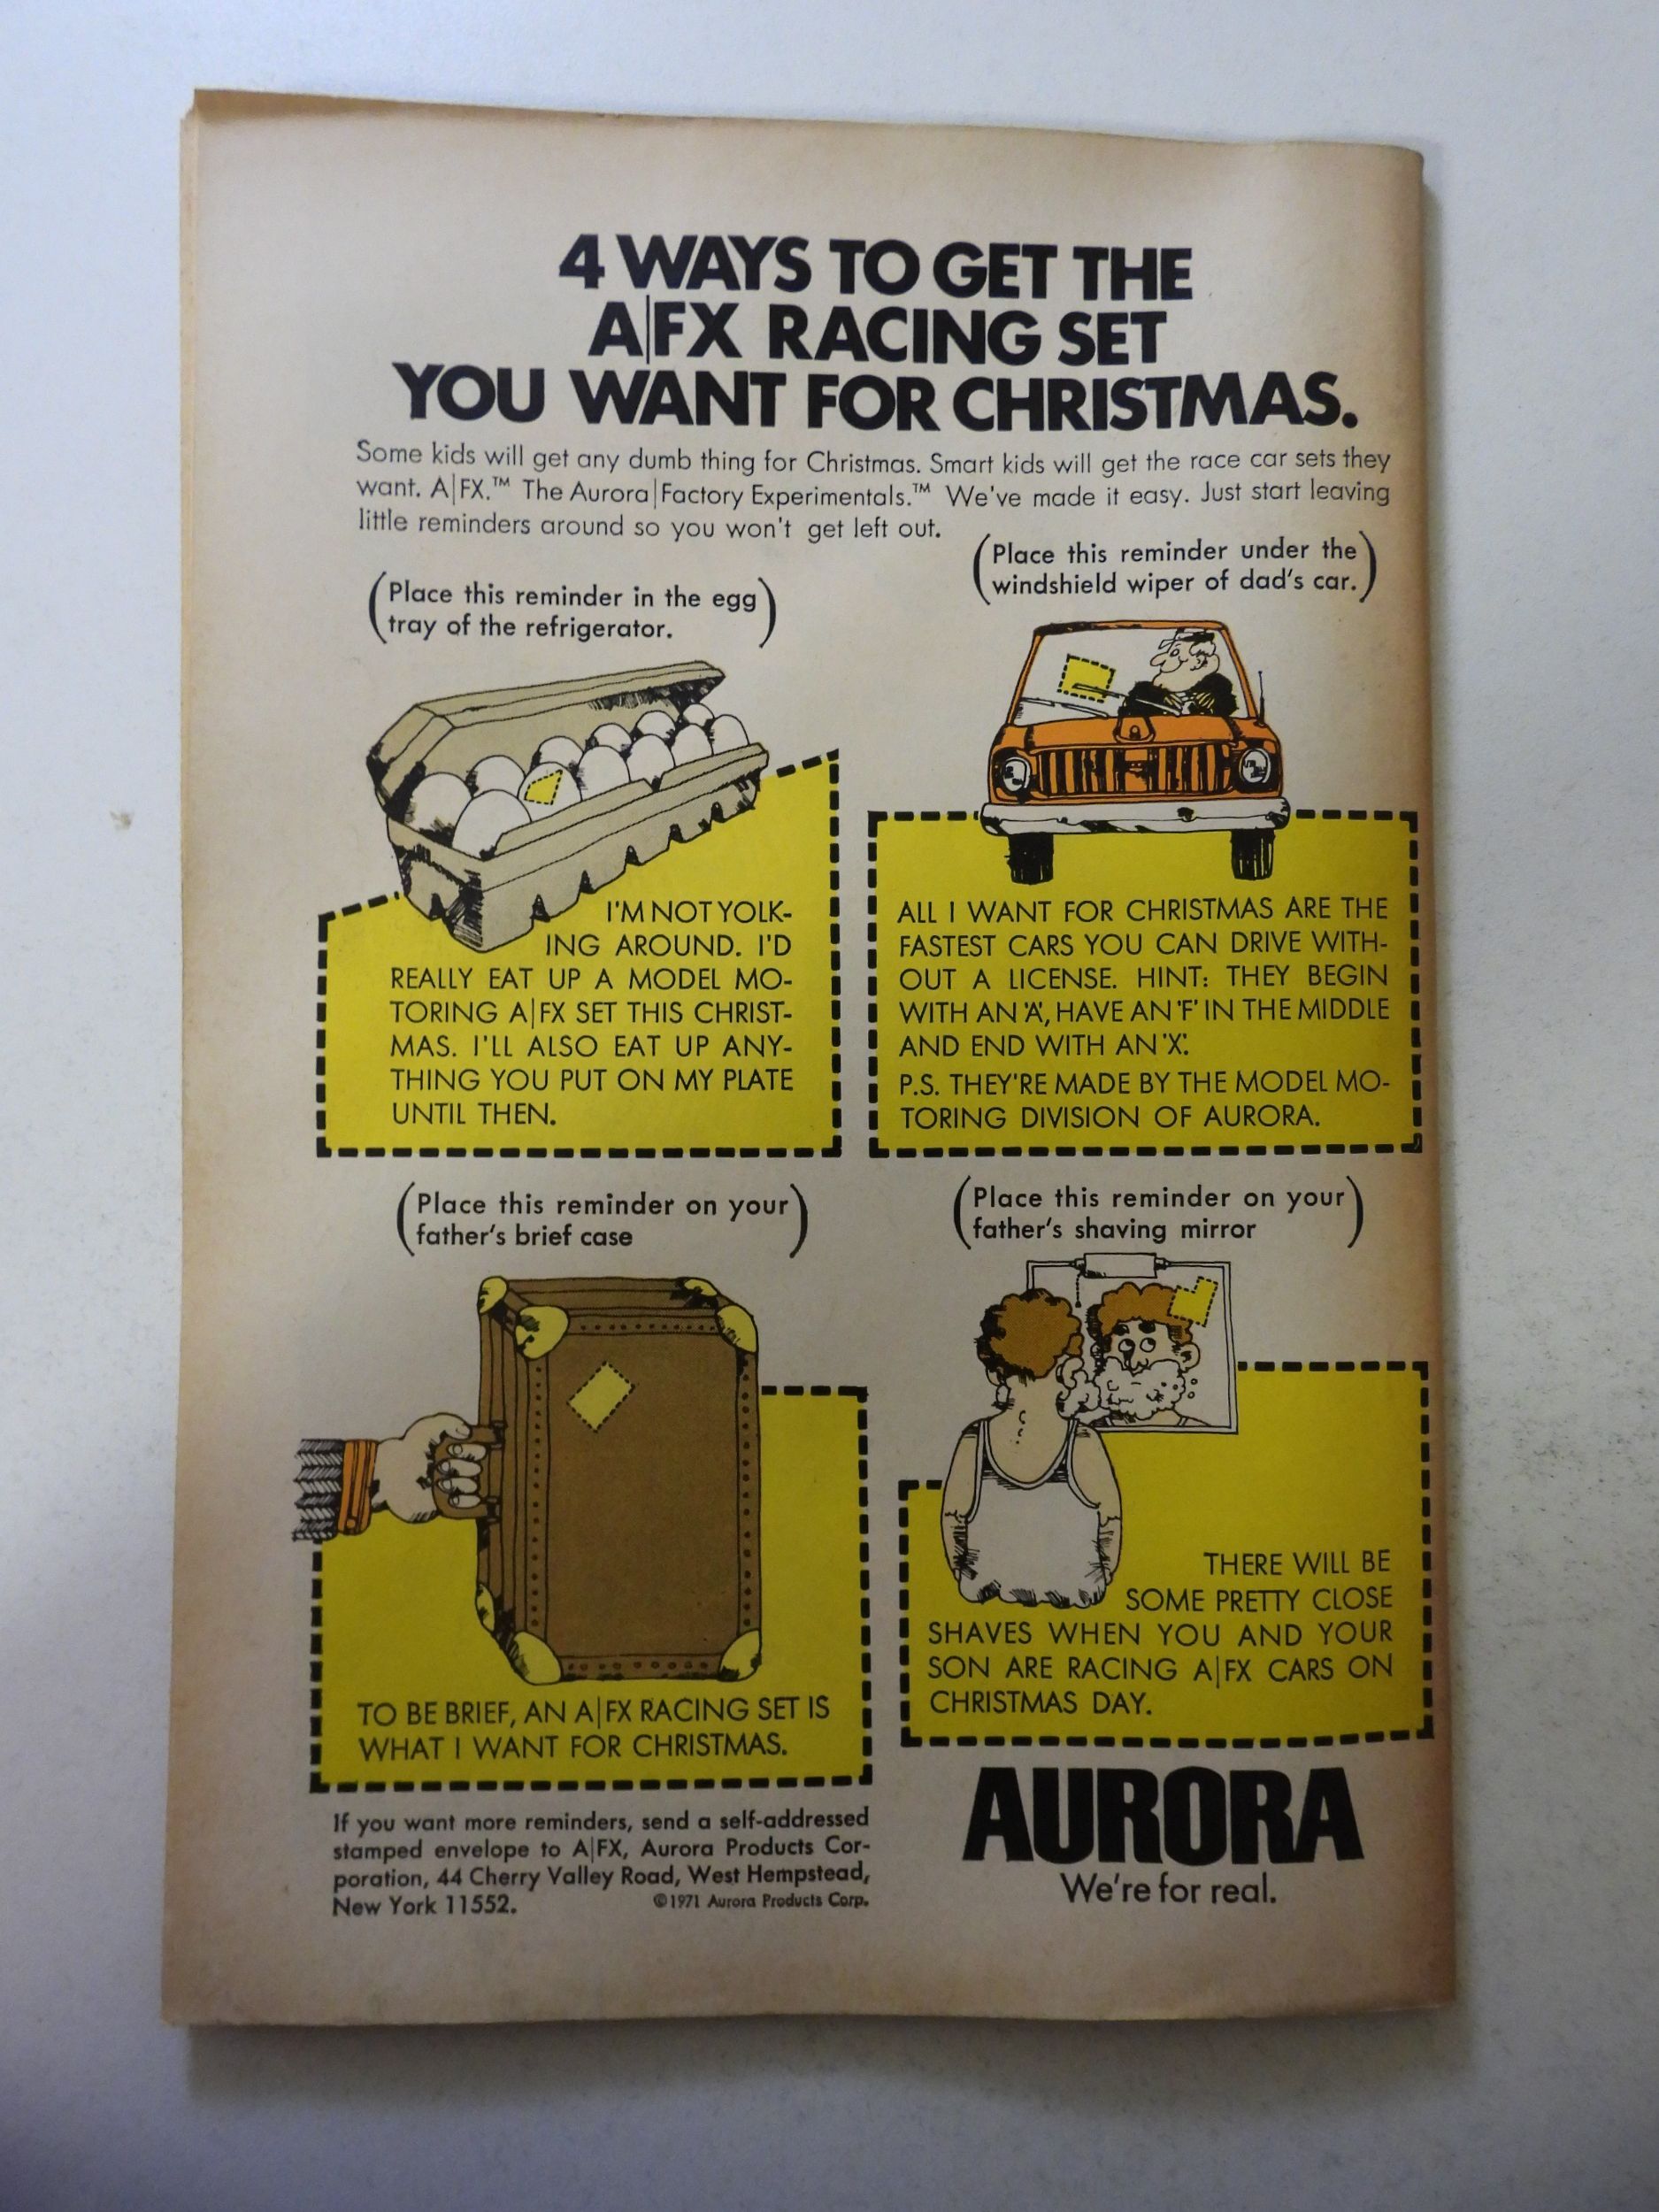 4 WAYS TO GET THE
A|FX RACING SET
YOU WANT FOR CHRISTMAS.
Some kids will get any dumb thing for Christmas. Smart kids will get the race car sets they
want. A|FX.™ The Aurora|Factory Experimentals.™ We've made it easy. Just start leaving
little reminders around so you won't get left out.
(Place this reminder in the egg
tray of the refrigerator.)
I'M NOT YOLK-
ING AROUND. I'D
REALLY EAT UP A MODEL MO-
TORING A|FX SET THIS CHRIST-
MAS. I'LL ALSO EAT UP ANY-
THING YOU PUT ON MY PLATE
UNTIL THEN.
(Place this reminder under the
windshield wiper of dad's car.)
ALL I WANT FOR CHRISTMAS ARE THE
FASTEST CARS YOU CAN DRIVE WITH-
OUT A LICENSE. HINT: THEY BEGIN
WITH AN 'A', HAVE AN 'F' IN THE MIDDLE
AND END WITH AN 'X'.
P.S. THEY'RE MADE BY THE MODEL MO-
TORING DIVISION OF AURORA.
(Place this reminder on your
father's brief case)
TO BE BRIEF, AN A|FX RACING SET IS
WHAT I WANT FOR CHRISTMAS.
(Place this reminder on your
father's shaving mirror)
THERE WILL BE
SOME PRETTY CLOSE
SHAVES WHEN YOU AND YOUR
SON ARE RACING A|FX CARS ON
CHRISTMAS DAY.
If you want more reminders, send a self-addressed
stamped envelope to A|FX, Aurora Products Cor-
poration, 44 Cherry Valley Road, West Hempstead,
New York 11552. ©1971 Aurora Products Corp.
AURORA
We're for real.